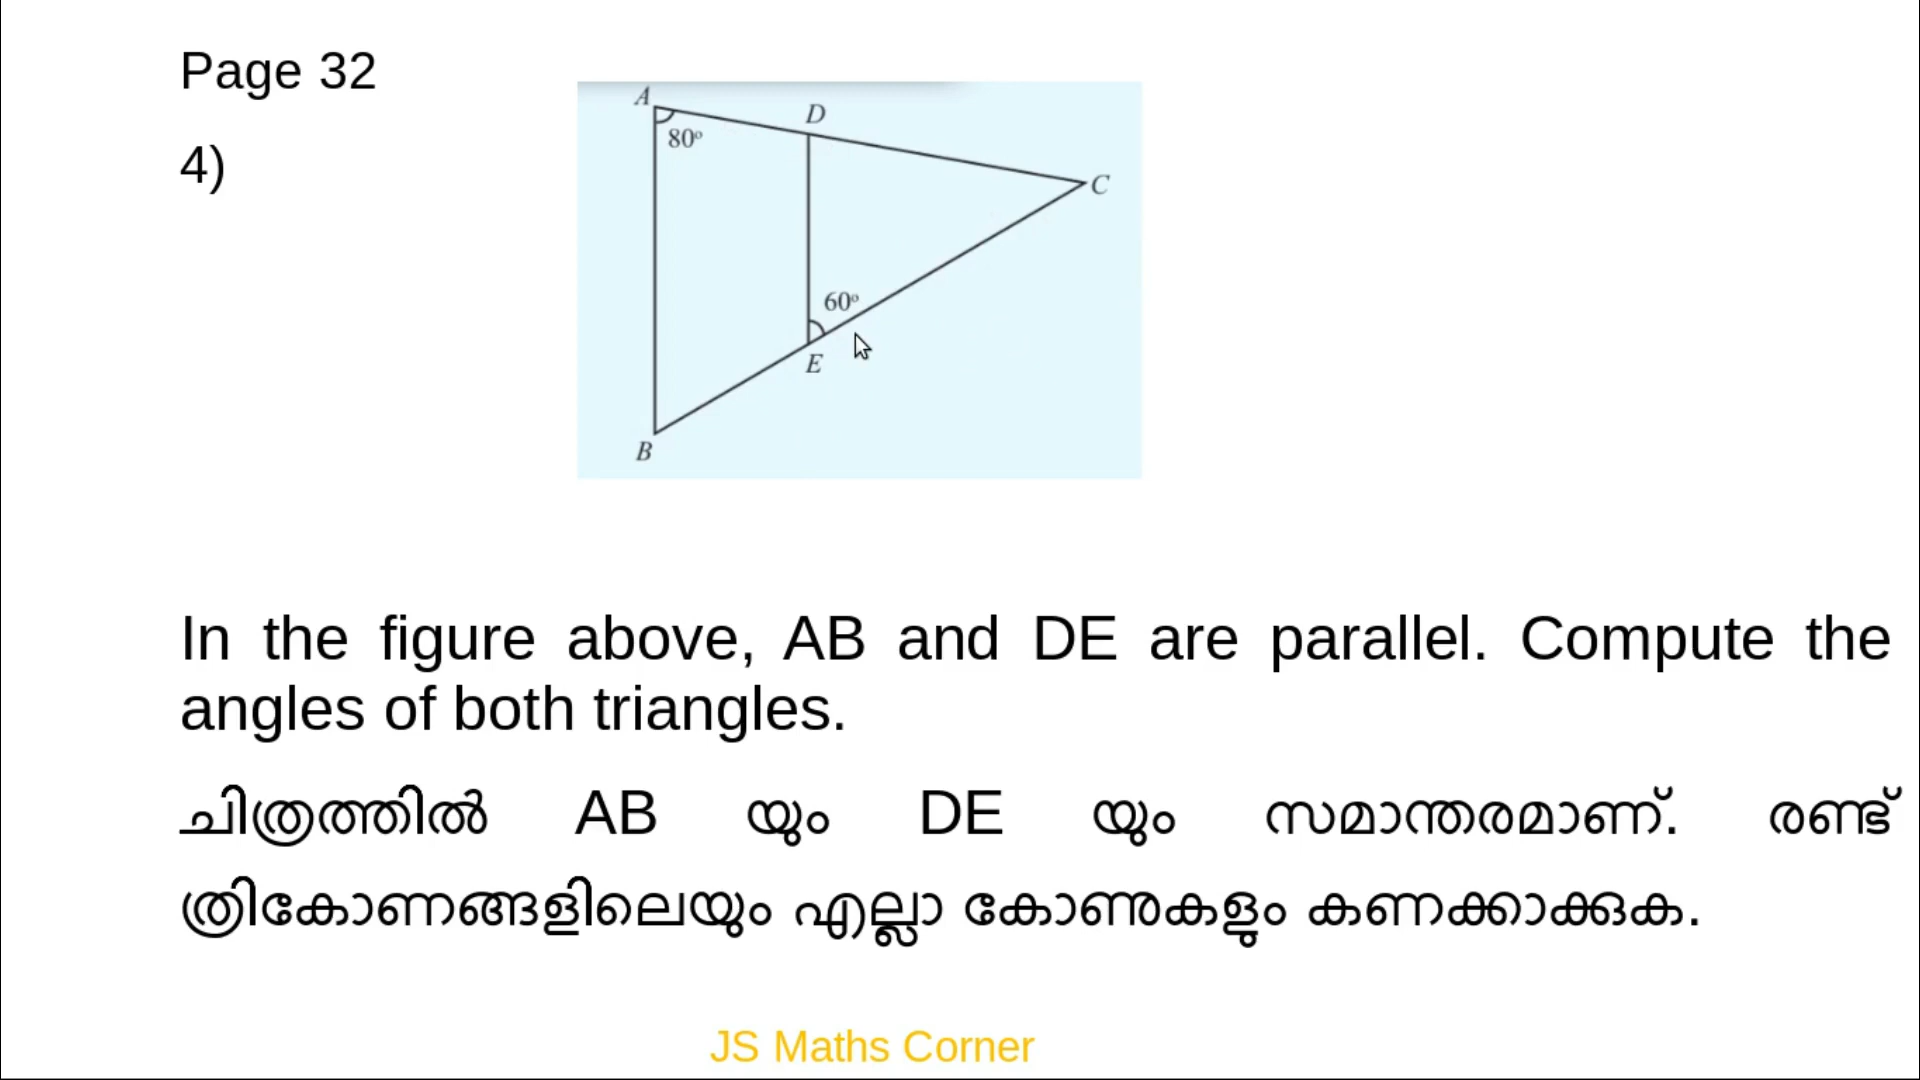 Page 32
4)
A
D
80°
C
60°
E
B
In the figure above, AB and DE are parallel. Compute the
angles of both triangles.
ചിത്രത്തിൽ AB യും DE യും സമാന്തരമാണ്. രണ്ട്
ത്രികോണങ്ങളിലെയും എല്ലാ കോണുകളും കണക്കാക്കുക.
JS Maths Corner